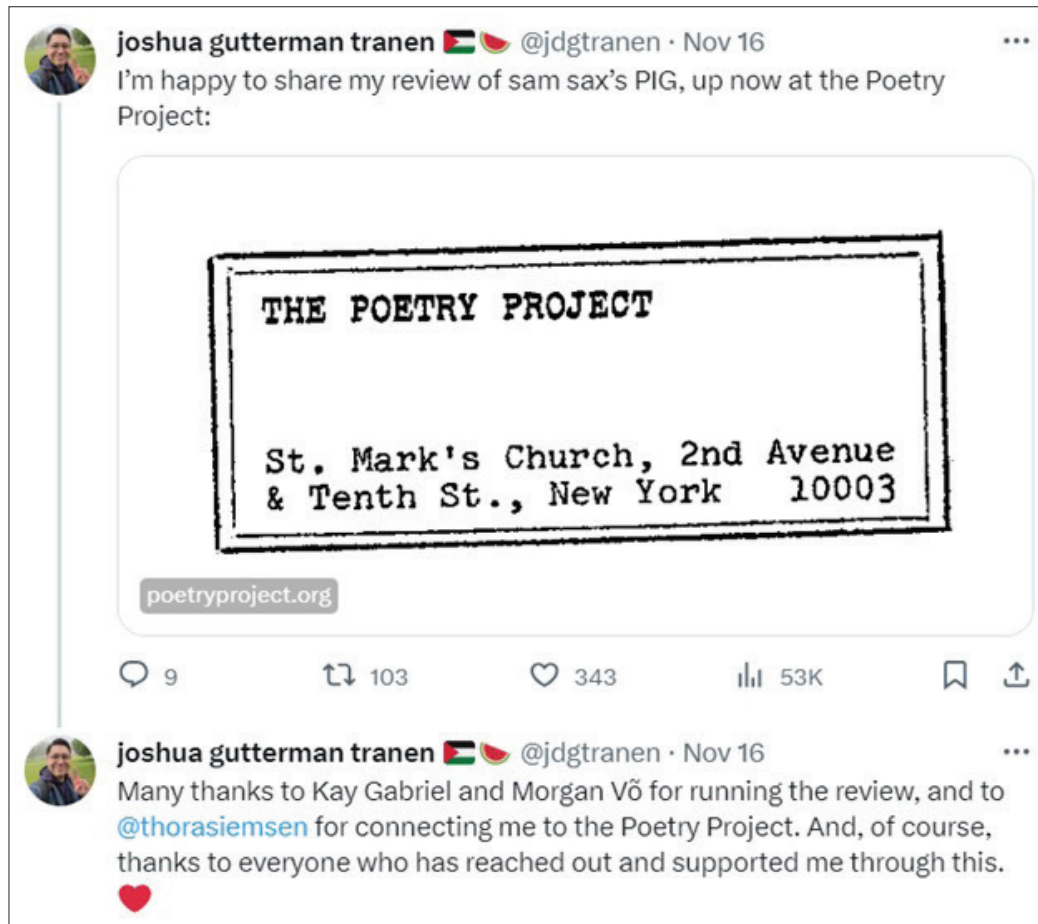 joshua gutterman tranen 🇵🇸🍉 @jdgtranen · Nov 16
I’m happy to share my review of sam sax’s PIG, up now at the Poetry
Project:
THE POETRY PROJECT
St. Mark's Church, 2nd Avenue
& Tenth St., New York 10003
poetryproject.org
9 103 343 53K
joshua gutterman tranen 🇵🇸🍉 @jdgtranen · Nov 16
Many thanks to Kay Gabriel and Morgan Võ for running the review, and to
@thorasiemsen for connecting me to the Poetry Project. And, of course,
thanks to everyone who has reached out and supported me through this.
❤️